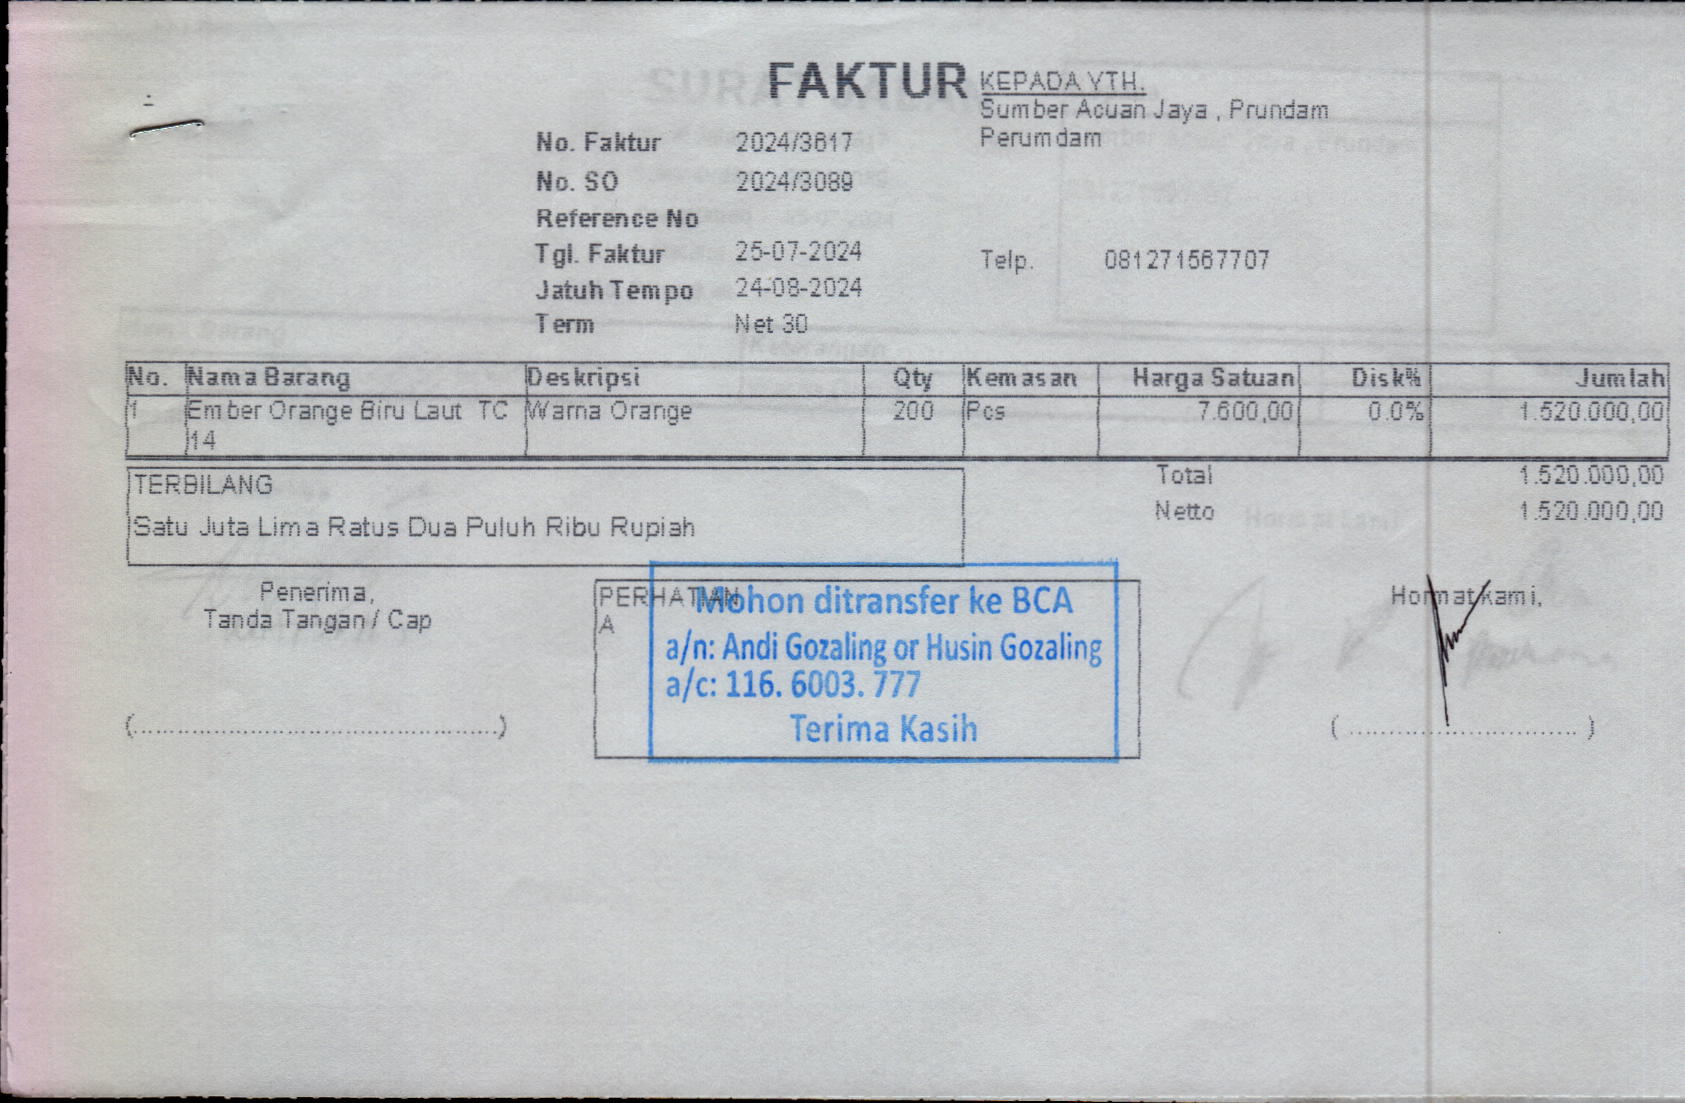 FAKTUR
KEPADA YTH.
Sumber Acuan Jaya , Prundam
Perumdam
No. Faktur 2024/3617
No. SO 2024/3089
Reference No
Tgl. Faktur 25-07-2024
Telp. 081271567707
Jatuh Tempo 24-08-2024
Term Net 30
No. Nama Barang Deskripsi Qty Kemasan Harga Satuan Disk% Jumlah
1 Ember Orange Biru Laut TC Warna Orange 200 Pcs 7.600,00 0.0% 1.520.000,00
14
Total 1.520.000,00
TERBILANG
Netto 1.520.000,00
Satu Juta Lima Ratus Dua Puluh Ribu Rupiah
Penerima,
Tanda Tangan / Cap
(................................................)
PERHATIAN
A
Mohon ditransfer ke BCA
a/n: Andi Gozaling or Husin Gozaling
a/c: 116. 6003. 777
Terima Kasih
Hormat Kami,
( .............................. )